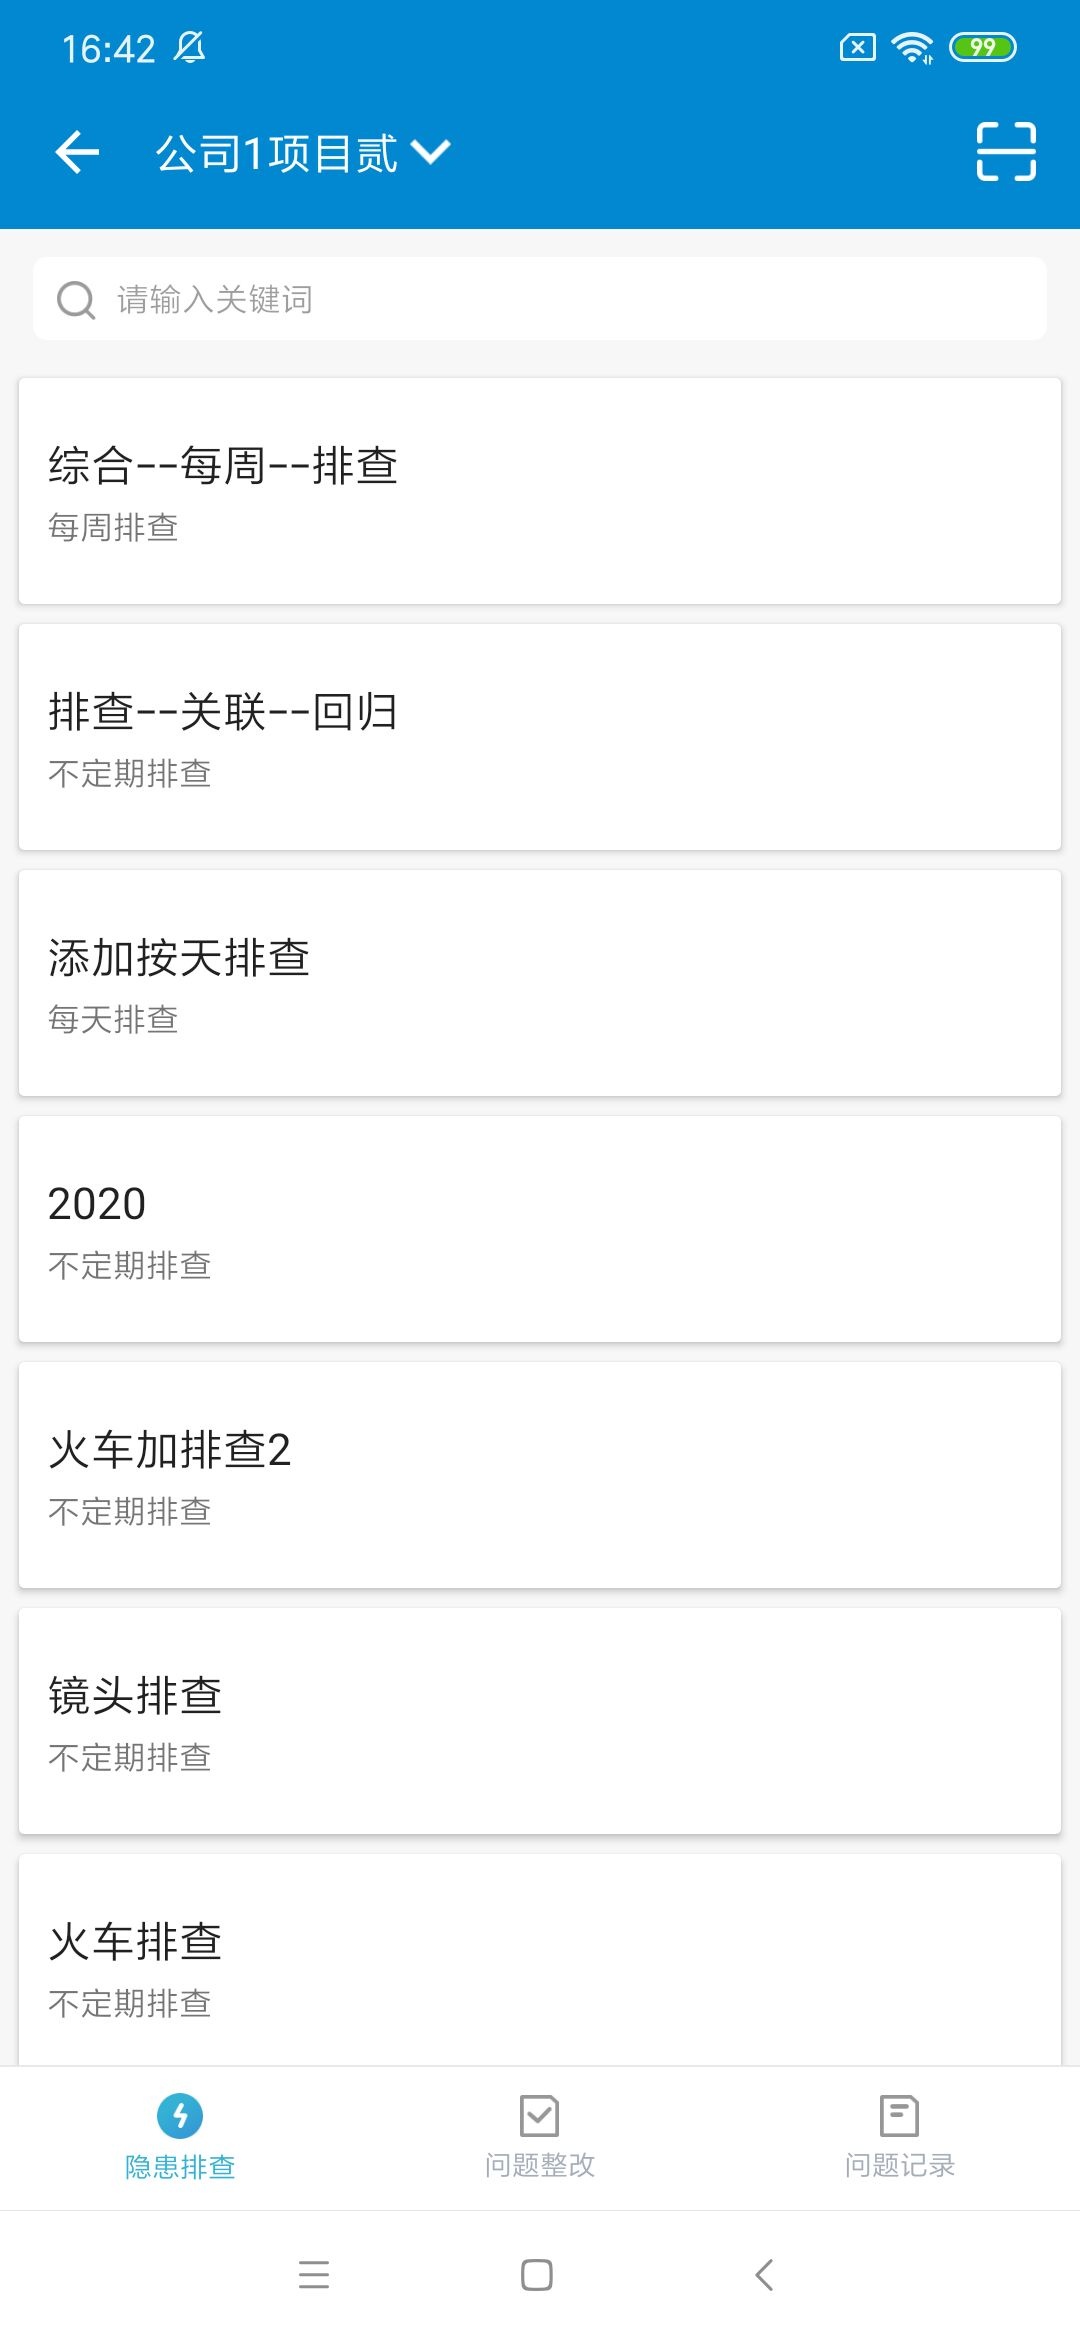 16:42
99
公司1项目贰
请输入关键词
综合--每周--排查
每周排查
排查--关联--回归
不定期排查
添加按天排查
每天排查
2020
不定期排查
火车加排查2
不定期排查
镜头排查
不定期排查
火车排查
不定期排查
隐患排查
问题整改
问题记录